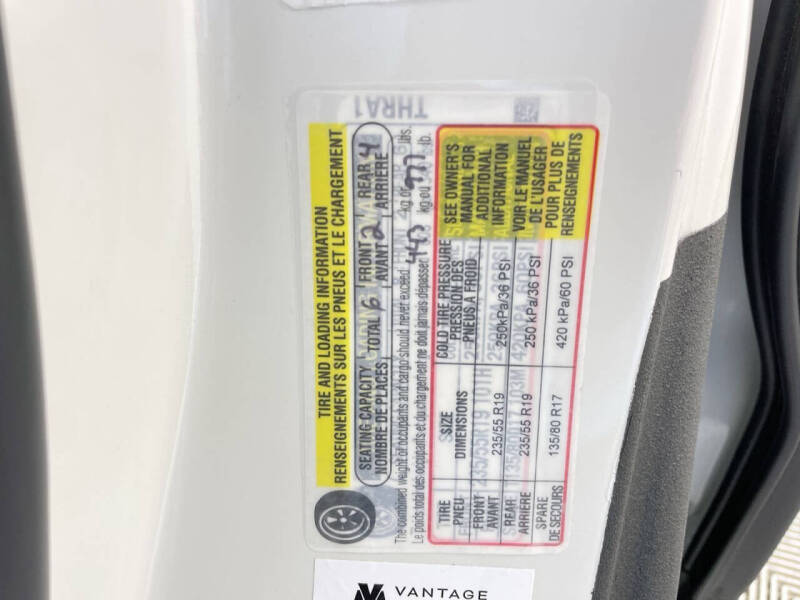 THRA1
TIRE AND LOADING INFORMATION
RENSEIGNEMENTS SUR LES PNEUS ET LE CHARGEMENT
SEATING CAPACITY TOTAL 6 FRONT 2 REAR 4
NOMBRE DE PLACES AVANT ARRIÈRE
The combined weight of occupants and cargo should never exceed 443 kg or 977 lbs.
Le poids total des occupants et du chargement ne doit jamais dépasser kg ou lb.
TIRE SIZE COLD TIRE PRESSURE SEE OWNER'S
PNEU DIMENSIONS PRESSION DES MANUAL FOR
PNEUS A FROID ADDITIONAL
FRONT 235/55 R19 250kPa/36 PSI INFORMATION
AVANT
REAR 235/55 R19 250 kPa/36 PSI VOIR LE MANUEL
ARRIERE DE L'USAGER
SPARE 135/80 R17 420 kPa/60 PSI POUR PLUS DE
DE SECOURS RENSEIGNEMENTS
VANTAGE